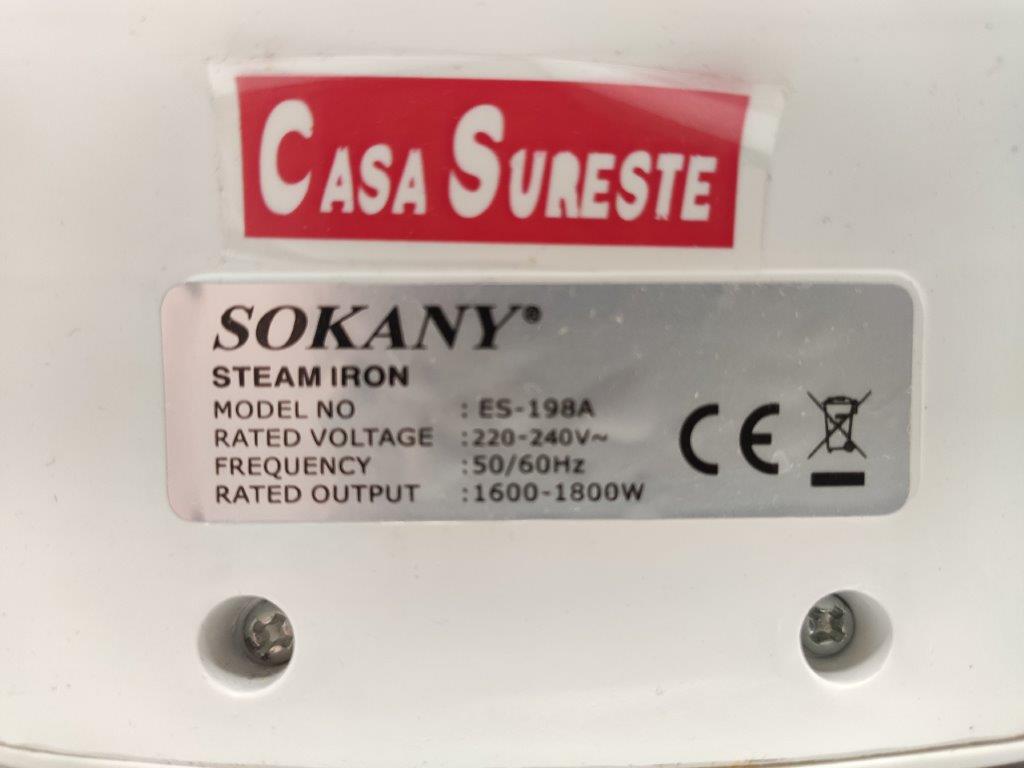 CASA SURESTE
SOKANY®
STEAM IRON
MODEL NO : ES-198A
RATED VOLTAGE : 220-240V~
FREQUENCY : 50/60Hz
RATED OUTPUT : 1600-1800W
CE